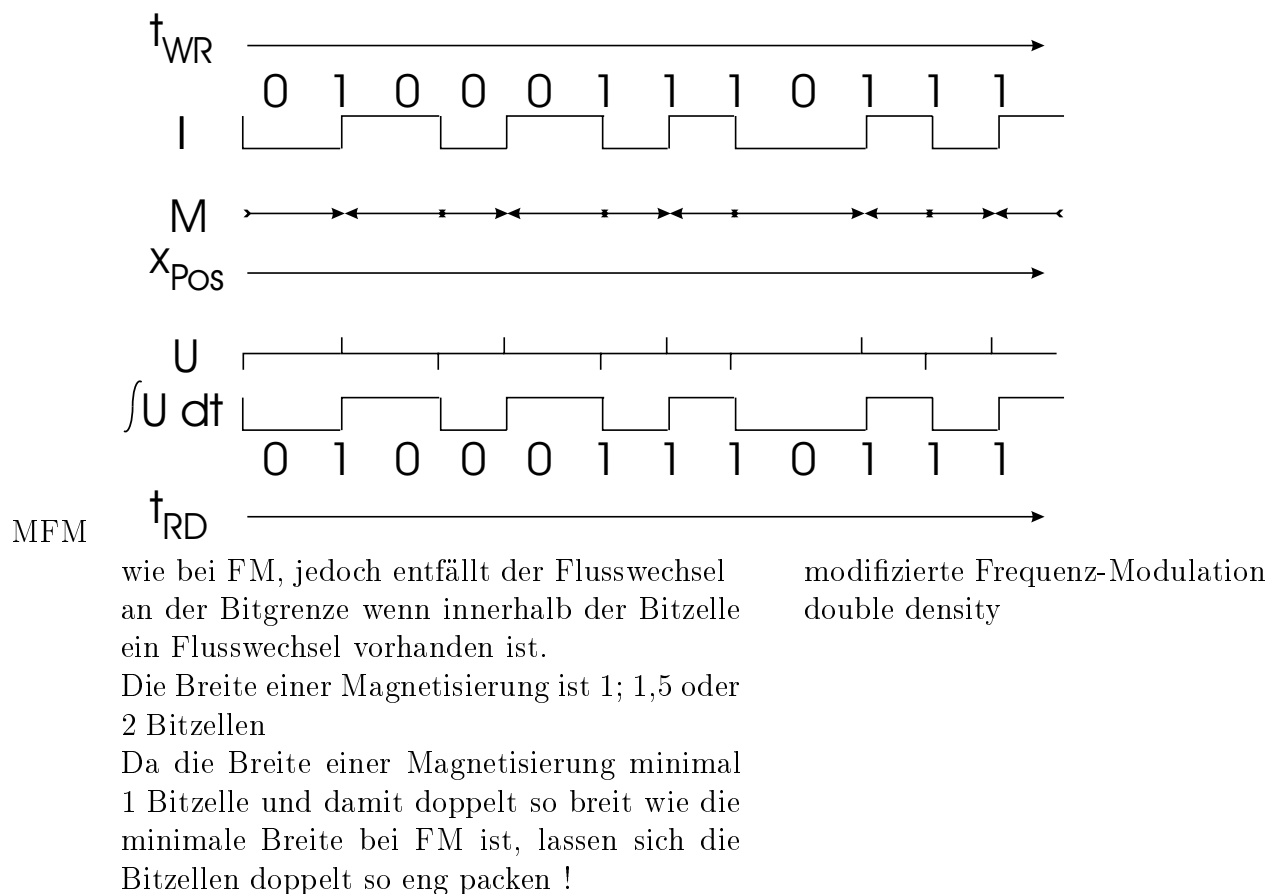 tWR
0 1 0 0 0 1 1 1 0 1 1 1
I
M
xPos
U
∫U dt
0 1 0 0 0 1 1 1 0 1 1 1
tRD
MFM
wie bei FM, jedoch entfällt der Flusswechsel
an der Bitgrenze wenn innerhalb der Bitzelle
ein Flusswechsel vorhanden ist.
Die Breite einer Magnetisierung ist 1; 1,5 oder
2 Bitzellen
Da die Breite einer Magnetisierung minimal
1 Bitzelle und damit doppelt so breit wie die
minimale Breite bei FM ist, lassen sich die
Bitzellen doppelt so eng packen !
modifizierte Frequenz-Modulation
double density